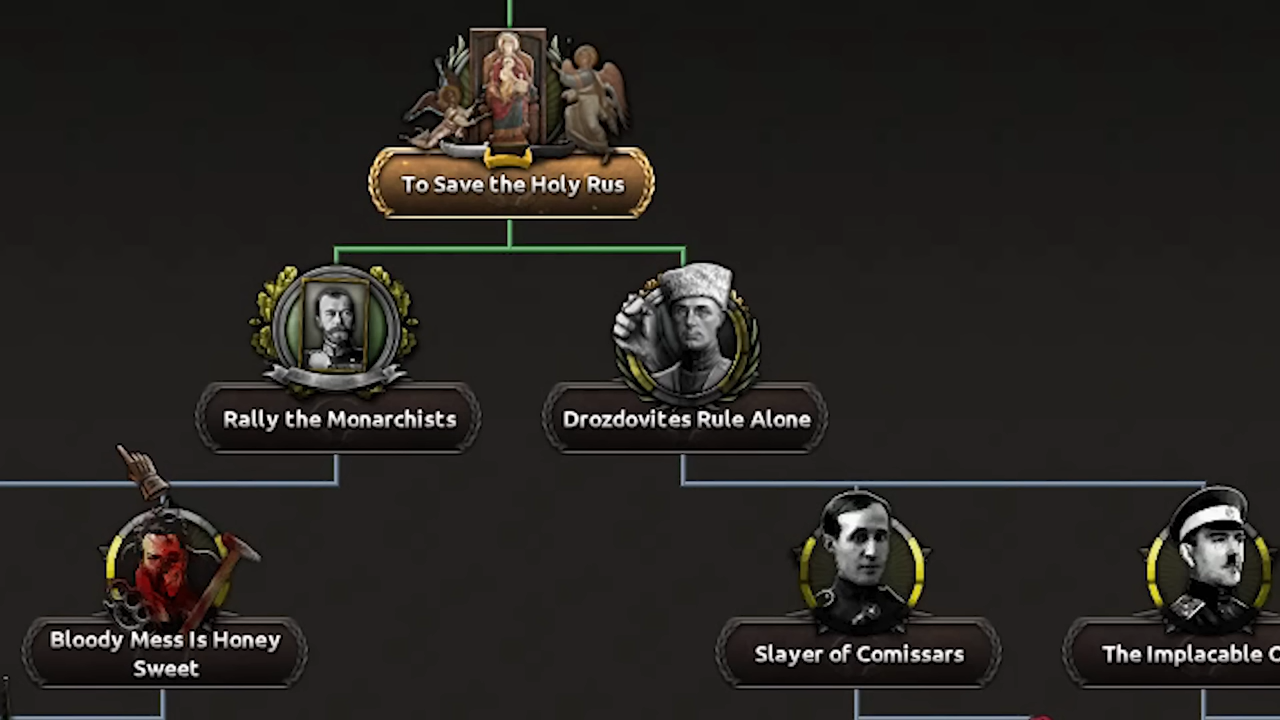 To Save the Holy Rus
Rally the Monarchists
Drozdovites Rule Alone
Bloody Mess Is Honey
Sweet
Slayer of Comissars
The Implacable